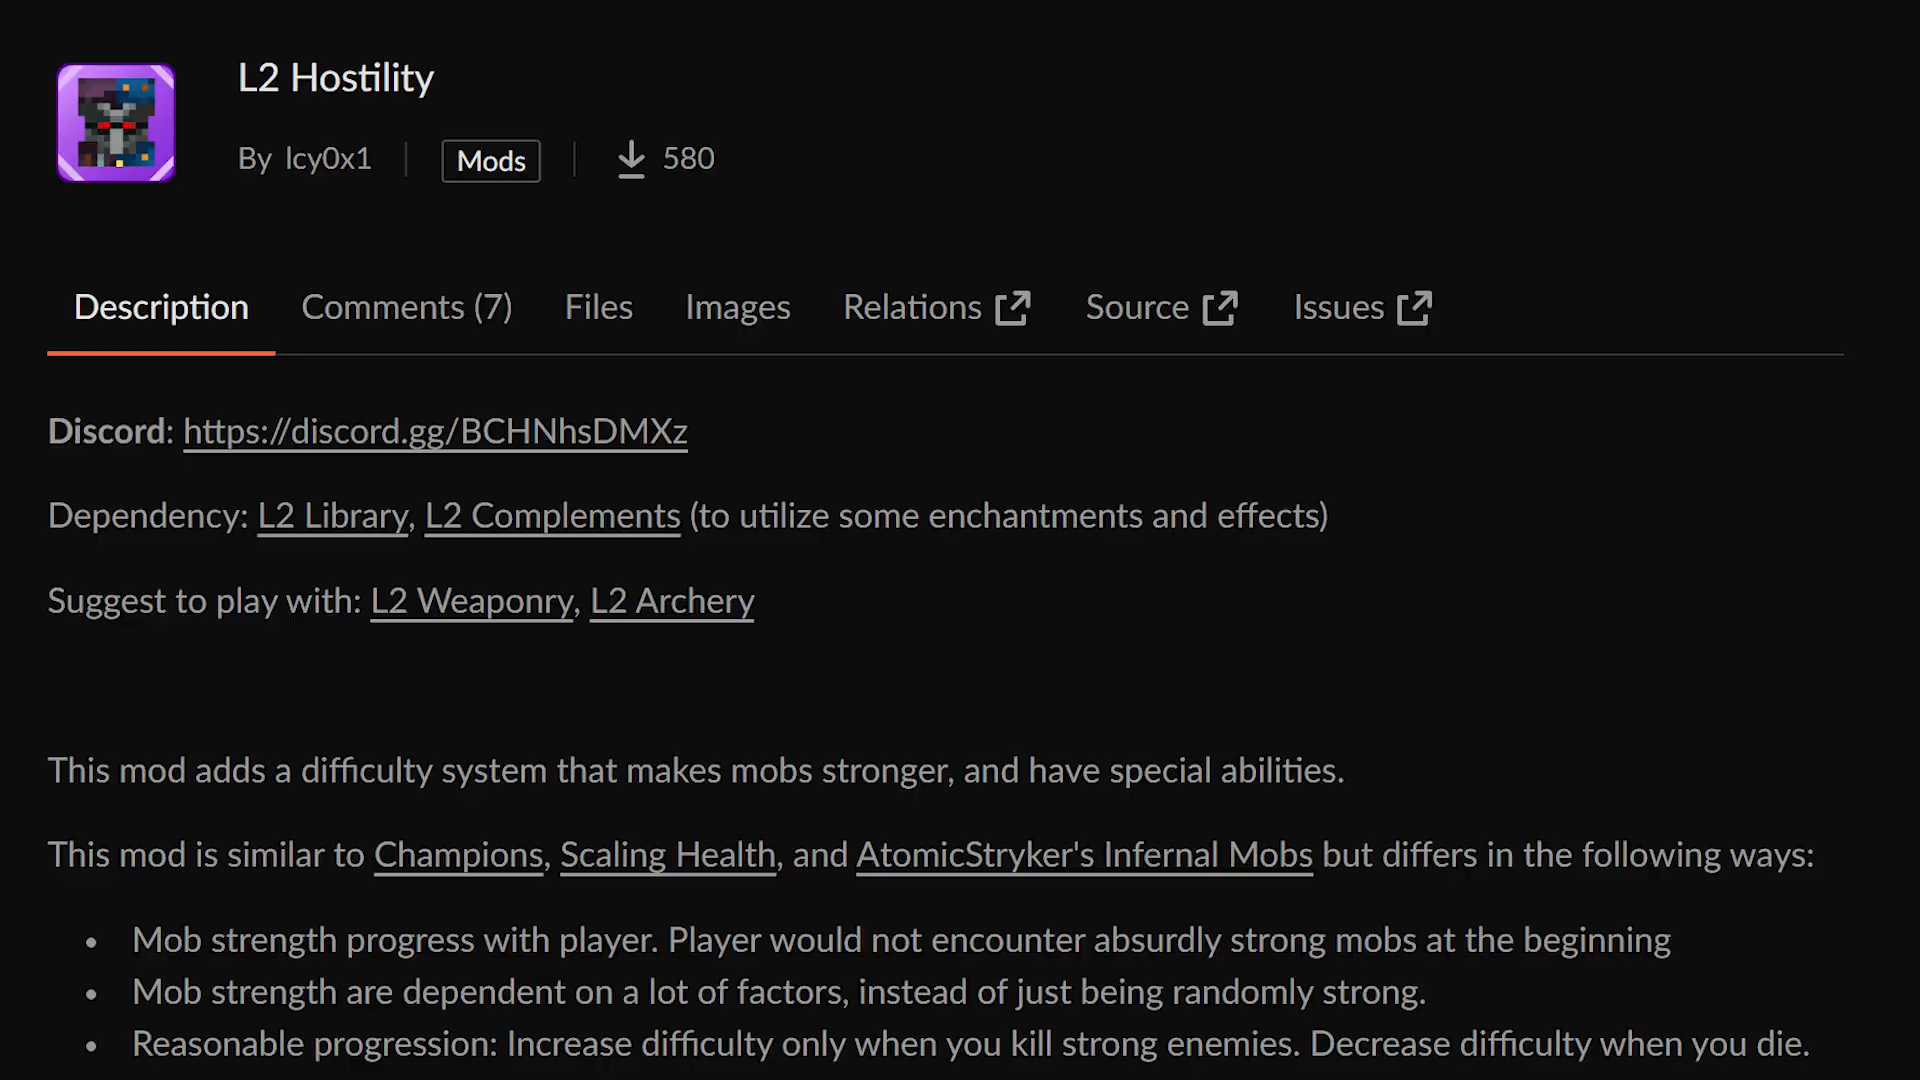 L2 Hostility
By lcy0x1
Mods
580
Description Comments (7) Files Images Relations Source Issues
Discord: https://discord.gg/BCHNhsDMXz
Dependency: L2 Library, L2 Complements (to utilize some enchantments and effects)
Suggest to play with: L2 Weaponry, L2 Archery
This mod adds a difficulty system that makes mobs stronger, and have special abilities.
This mod is similar to Champions, Scaling Health, and AtomicStryker's Infernal Mobs but differs in the following ways:
• Mob strength progress with player. Player would not encounter absurdly strong mobs at the beginning
• Mob strength are dependent on a lot of factors, instead of just being randomly strong.
• Reasonable progression: Increase difficulty only when you kill strong enemies. Decrease difficulty when you die.